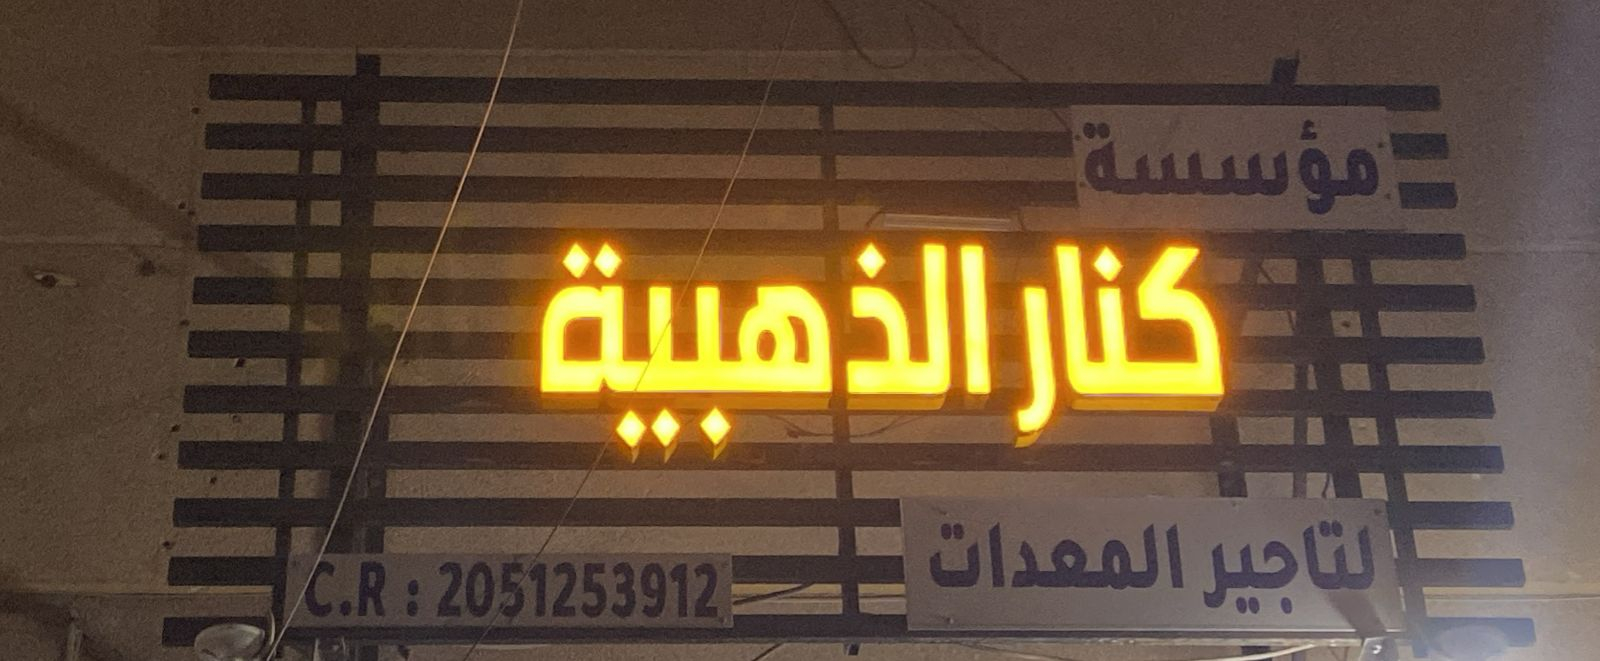 مؤسسة
كنار الذهبية
لتاجير المعدات
C.R : 2051253912